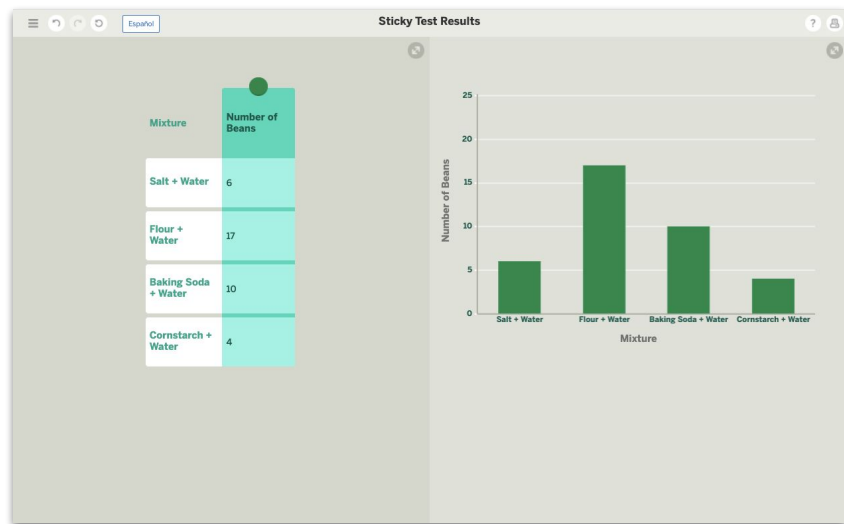 Español
Sticky Test Results
?
Mixture
Number of
Beans
Salt + Water
6
Flour +
Water
17
Baking Soda
+ Water
10
Cornstarch +
Water
4
Number of Beans
25
20
15
10
5
0
Salt + Water
Flour + Water
Baking Soda + Water
Cornstarch + Water
Mixture